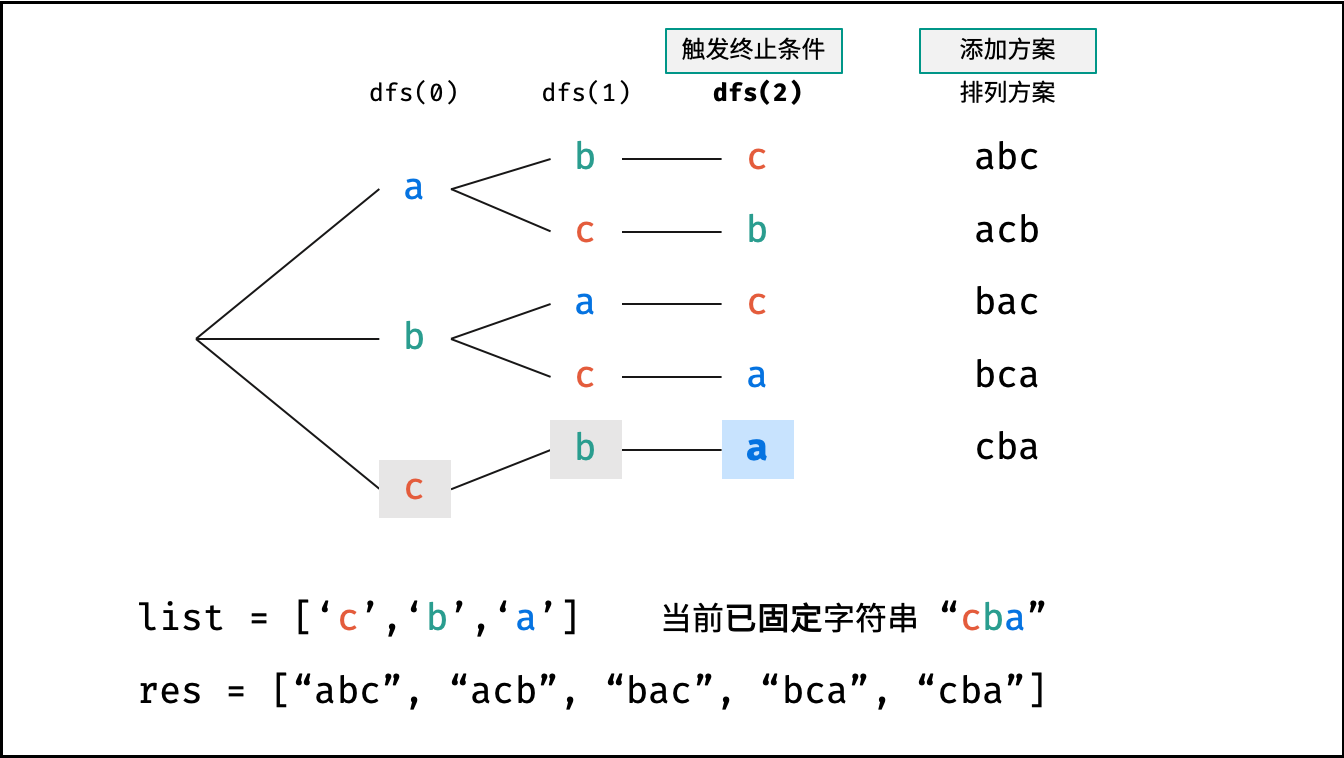 触发终止条件 添加方案
dfs(0) dfs(1) dfs(2) 排列方案
b c abc
a
c b acb
a c bac
b
c a bca
b a cba
c
list = [‘c’,‘b’,‘a’] 当前已固定字符串 “cba”
res = [“abc”, “acb”, “bac”, “bca”, “cba”]